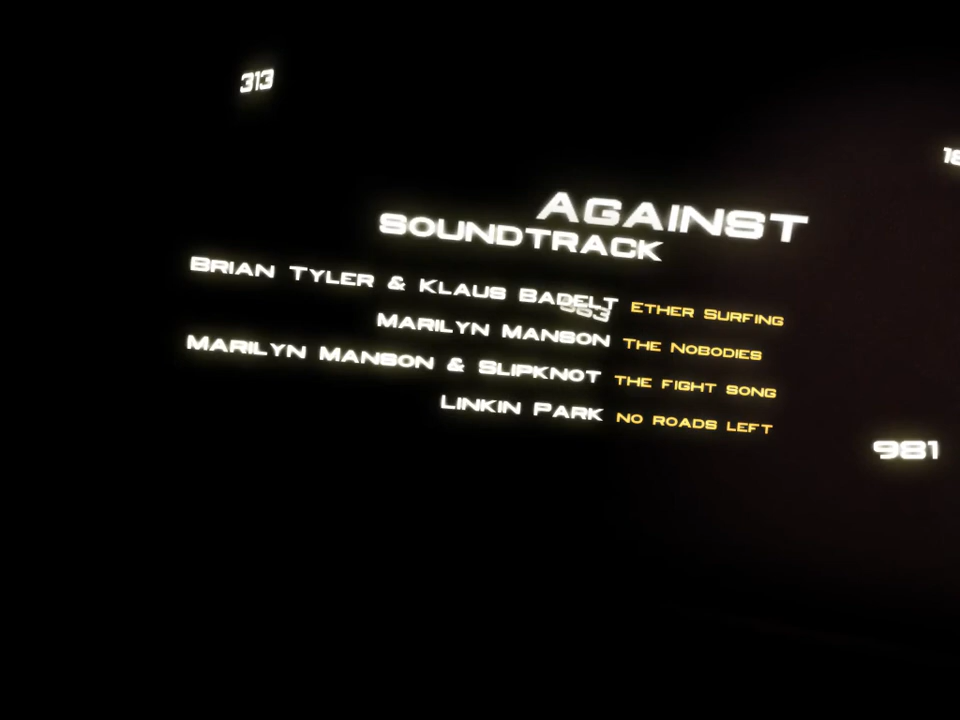 313
AGAINST
SOUNDTRACK
BRIAN TYLER & KLAUS BADELT ETHER SURFING
MARILYN MANSON THE NOBODIES
MARILYN MANSON & SLIPKNOT THE FIGHT SONG
LINKIN PARK NO ROADS LEFT
981